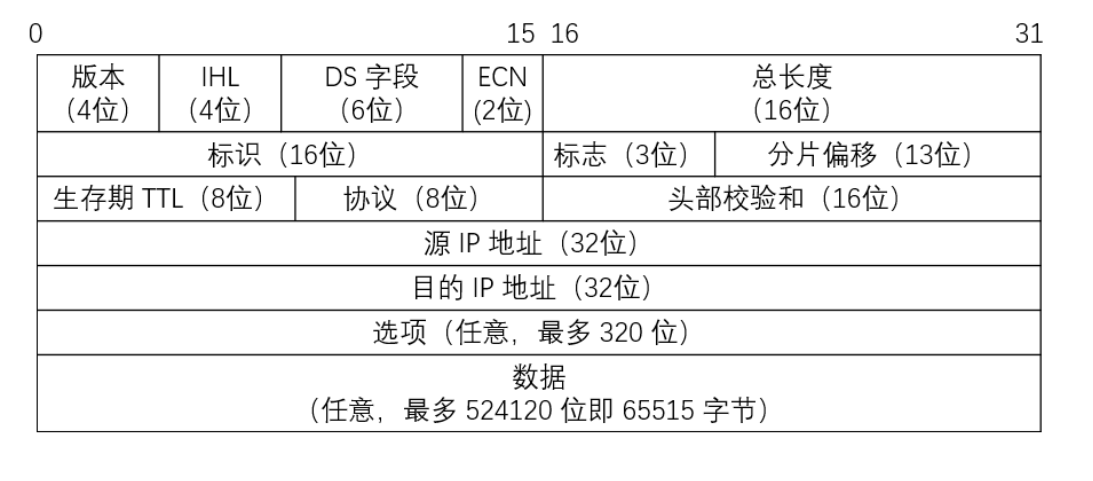 0 15 16 31
版本 IHL DS 字段 ECN 总长度
（4位） （4位） （6位） (2位) （16位）
标识（16位） 标志（3位） 分片偏移（13位）
生存期 TTL（8位） 协议（8位） 头部校验和（16位）
源 IP 地址（32位）
目的 IP 地址（32位）
选项（任意，最多 320 位）
数据
（任意，最多 524120 位即 65515 字节）